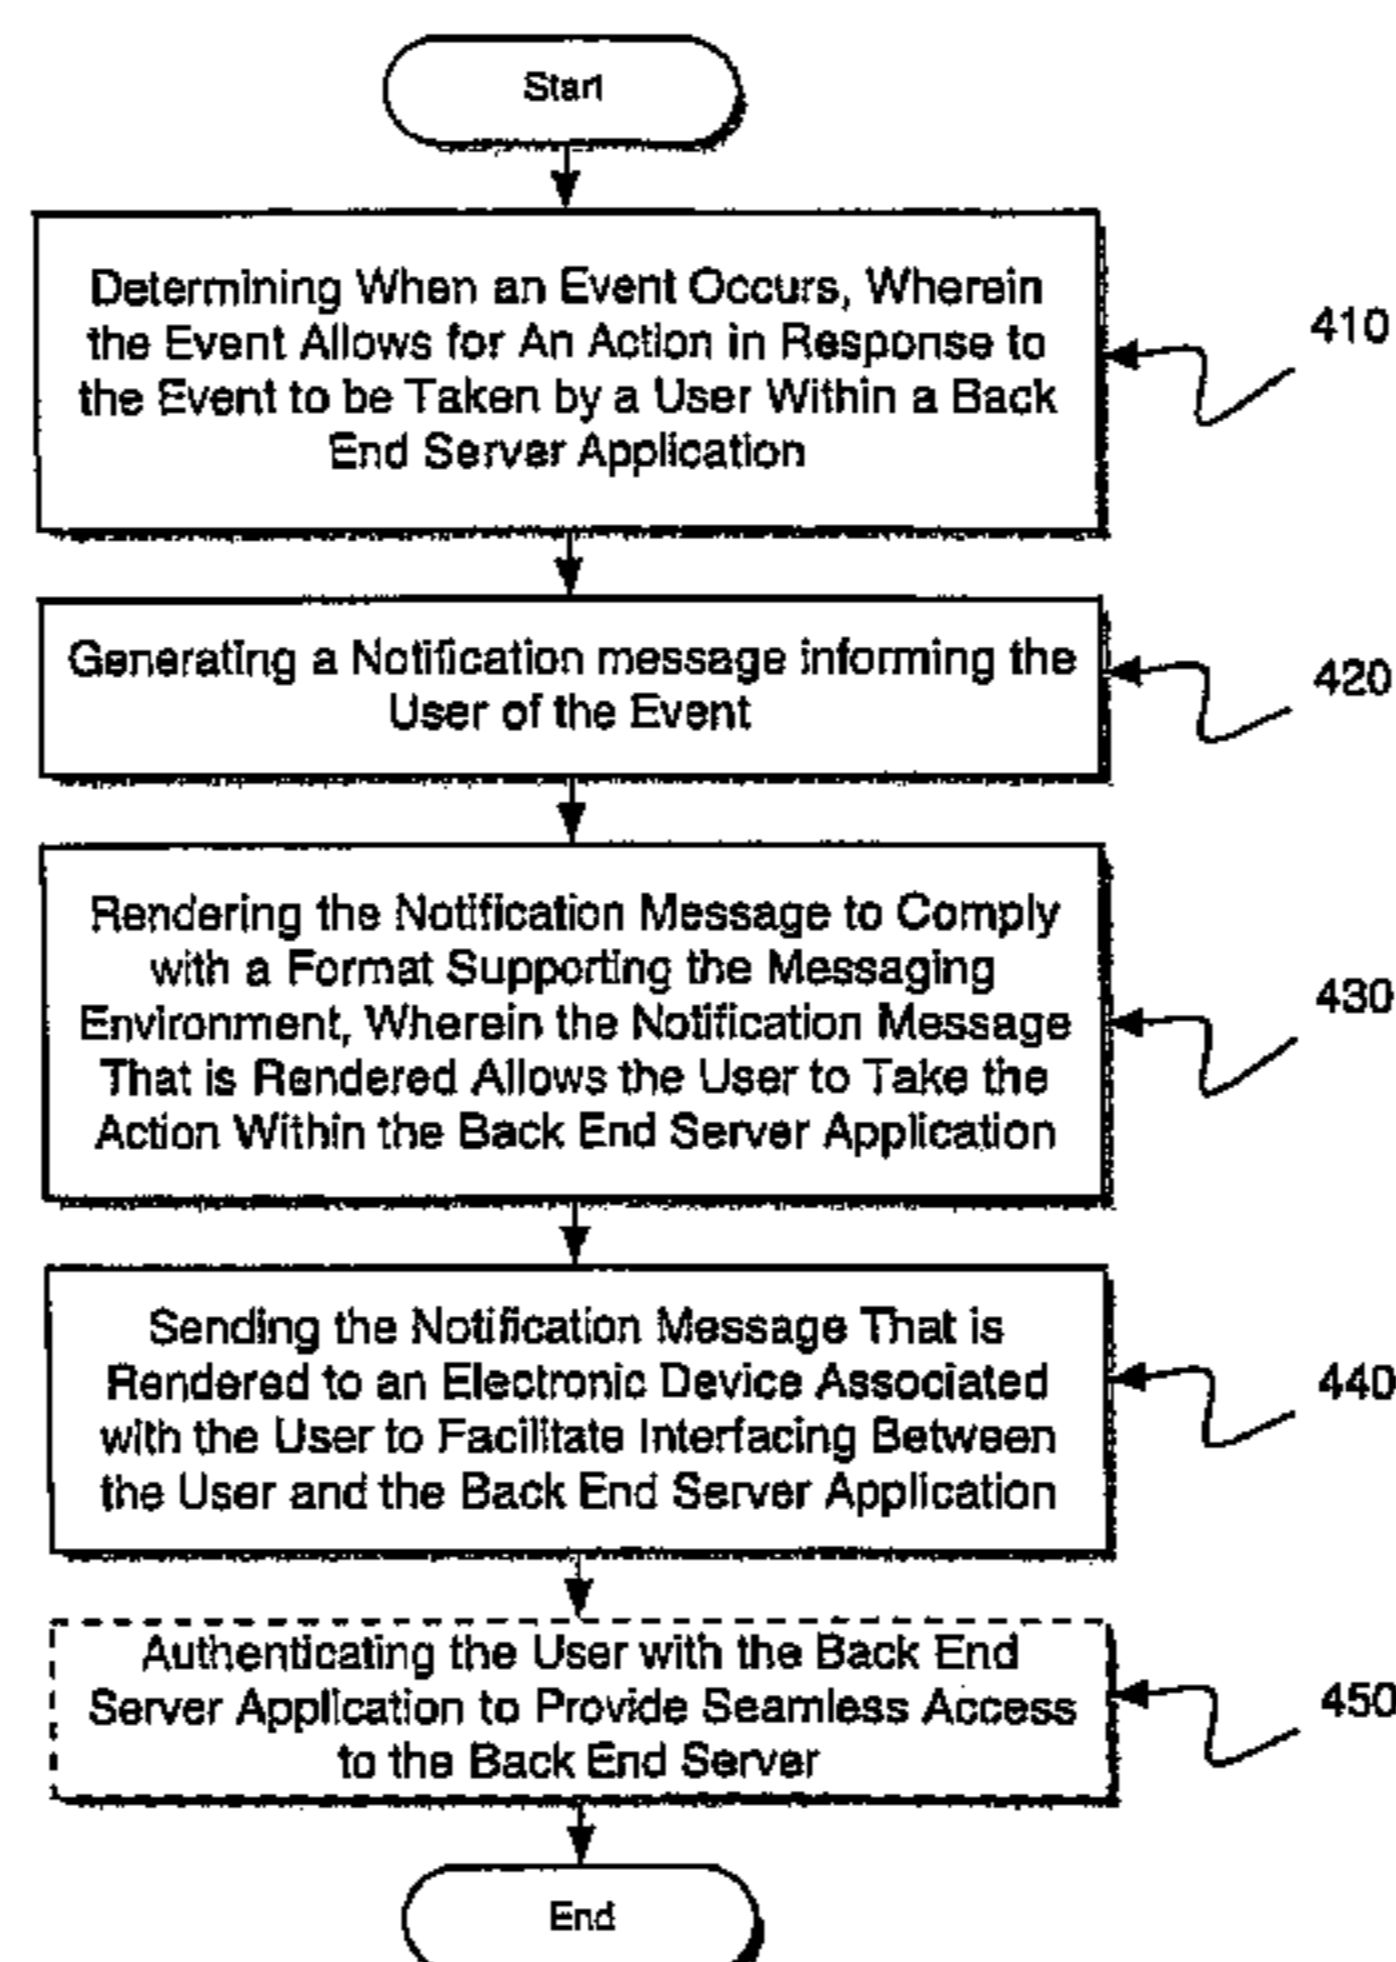 Start
Determining When an Event Occurs, Wherein
the Event Allows for An Action in Response to
the Event to be Taken by a User Within a Back
End Server Application
410
Generating a Notification message informing the
User of the Event
420
Rendering the Notification Message to Comply
with a Format Supporting the Messaging
Environment, Wherein the Notification Message
That is Rendered Allows the User to Take the
Action Within the Back End Server Application
430
Sending the Notification Message That is
Rendered to an Electronic Device Associated
with the User to Facilitate Interfacing Between
the User and the Back End Server Application
440
Authenticating the User with the Back End
Server Application to Provide Seamless Access
to the Back End Server
450
End